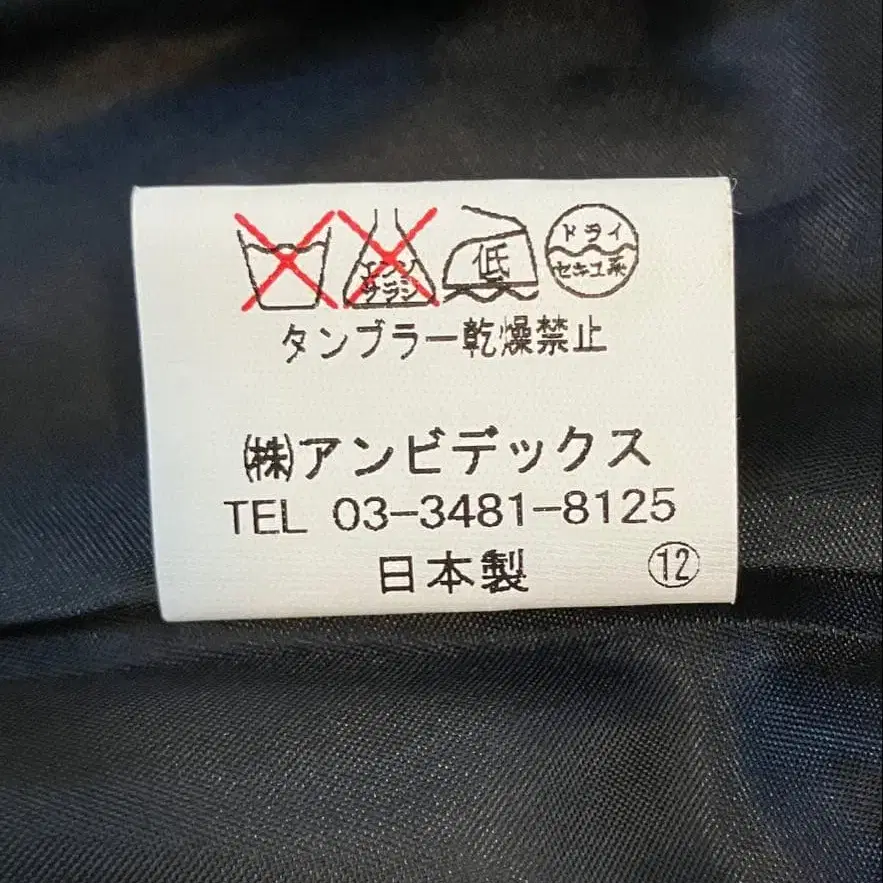 エンソ
サラシ
低
ドライ
セキユ系
タンブラー乾燥禁止
㈱アンビデックス
TEL 03-3481-8125
日本製 ⑫